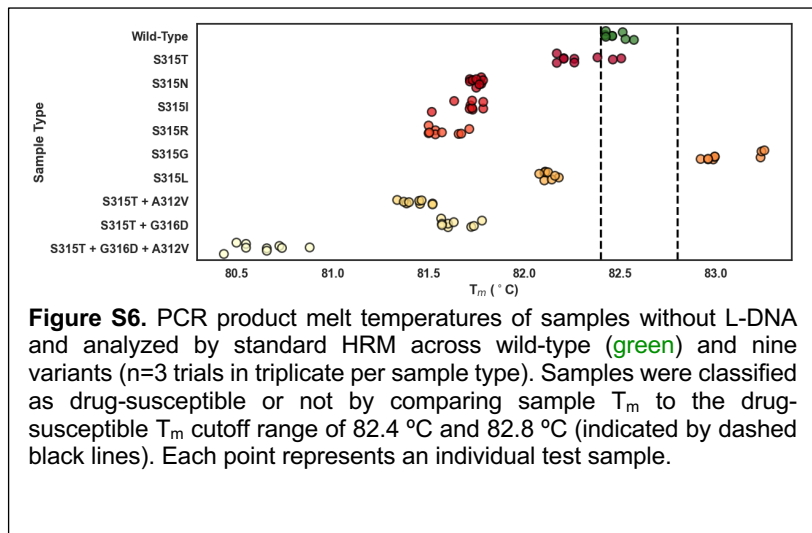 Wild-Type
S315T
S315N
S315I
S315R
S315G
S315L
S315T + A312V
S315T + G316D
S315T + G316D + A312V
Sample Type
80.5 81.0 81.5 82.0 82.5 83.0
Tm (°C)
Figure S6. PCR product melt temperatures of samples without L-DNA
and analyzed by standard HRM across wild-type (green) and nine
variants (n=3 trials in triplicate per sample type). Samples were classified
as drug-susceptible or not by comparing sample Tm to the drug-
susceptible Tm cutoff range of 82.4 ºC and 82.8 ºC (indicated by dashed
black lines). Each point represents an individual test sample.